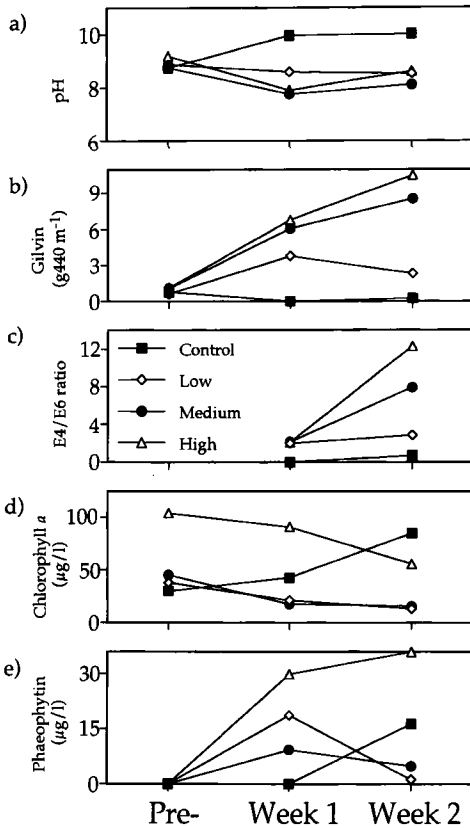 a)
10
8
6
pH
b)
9
6
3
0
Gilvin
(g440 m⁻¹)
c)
12
8
4
0
E4/E6 ratio
Control
Low
Medium
High
d)
100
50
0
Chlorophyll a
(µg/l)
e)
30
15
0
Phaeophytin
(µg/l)
Pre- Week 1 Week 2